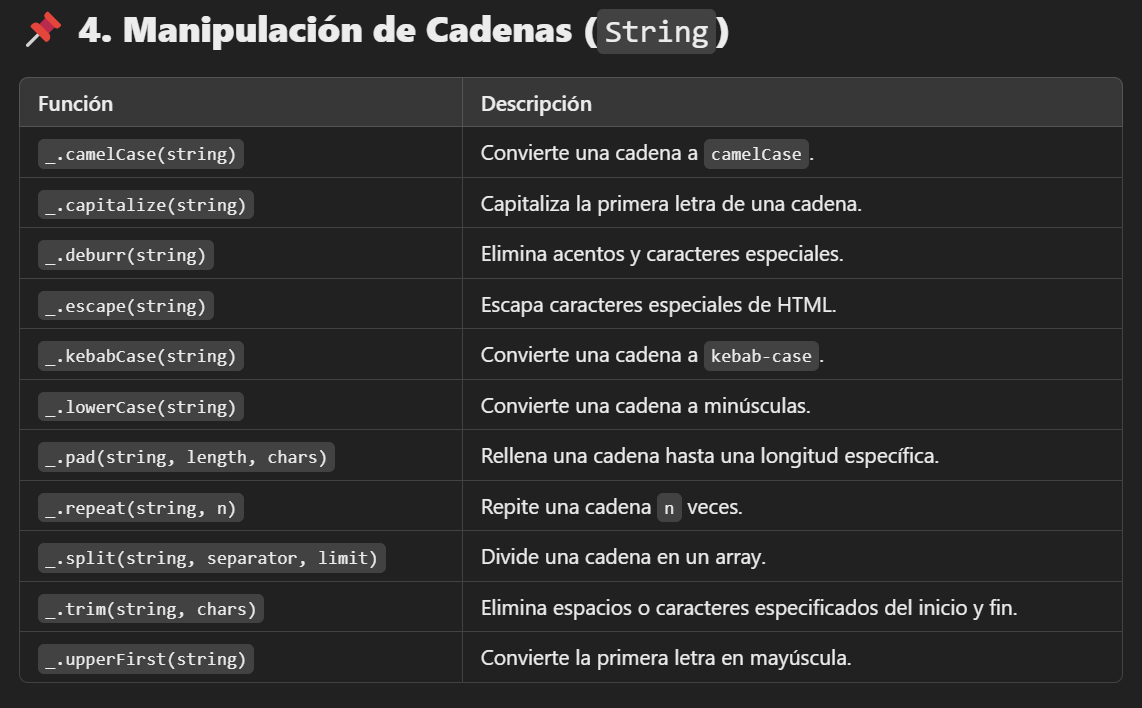 📌 4. Manipulación de Cadenas (String)
Función Descripción
_.camelCase(string) Convierte una cadena a camelCase.
_.capitalize(string) Capitaliza la primera letra de una cadena.
_.deburr(string) Elimina acentos y caracteres especiales.
_.escape(string) Escapa caracteres especiales de HTML.
_.kebabCase(string) Convierte una cadena a kebab-case.
_.lowerCase(string) Convierte una cadena a minúsculas.
_.pad(string, length, chars) Rellena una cadena hasta una longitud específica.
_.repeat(string, n) Repite una cadena n veces.
_.split(string, separator, limit) Divide una cadena en un array.
_.trim(string, chars) Elimina espacios o caracteres especificados del inicio y fin.
_.upperFirst(string) Convierte la primera letra en mayúscula.